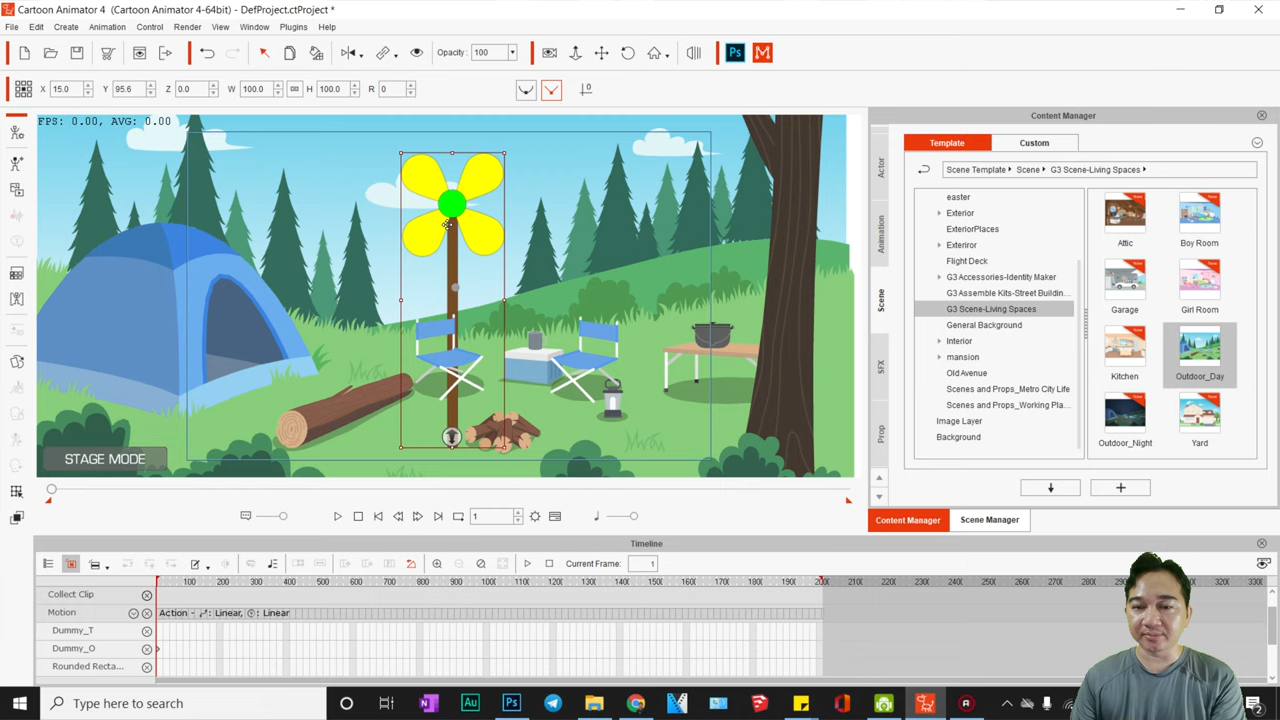 Cartoon Animator 4 (Cartoon Animator 4-64bit) - DefProject.ctProject *
File Edit Create Animation Control Render View Window Plugins Help
Opacity: 100
Ps
X 15.0 Y 95.6 Z 0.0 W 100.0 H 100.0 R 0
FPS: 0.00, AVG: 0.00
STAGE MODE
1
Content Manager
Template Custom
Scene Template Scene G3 Scene-Living Spaces
Actor
Animation
Scene
SFX
Prop
easter
Exterior
ExteriorPlaces
Exteriror
Flight Deck
G3 Accessories-Identity Maker
G3 Assemble Kits-Street Buildin...
G3 Scene-Living Spaces
General Background
Interior
mansion
Old Avenue
Scenes and Props_Metro City Life
Scenes and Props_Working Pla...
Image Layer
Background
Attic Boy Room
Garage Girl Room
Kitchen Outdoor_Day
Outdoor_Night Yard
Content Manager Scene Manager
Timeline
Current Frame: 1
Collect Clip
Motion Action - : Linear, : Linear
Dummy_T
Dummy_O
Rounded Recta...
Type here to search
Au Ps
2